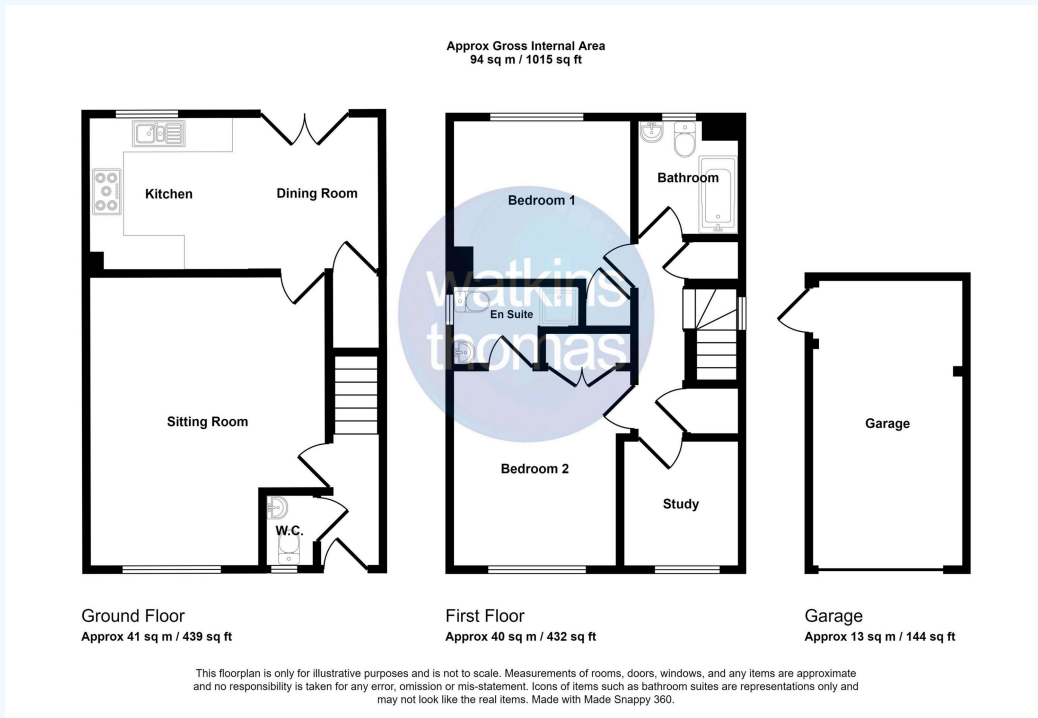 Approx Gross Internal Area
94 sq m / 1015 sq ft
Kitchen
Dining Room
Sitting Room
W.C.
Bedroom 1
Bathroom
watkins
thomas
En Suite
Bedroom 2
Study
Garage
Ground Floor
Approx 41 sq m / 439 sq ft
First Floor
Approx 40 sq m / 432 sq ft
Garage
Approx 13 sq m / 144 sq ft
This floorplan is only for illustrative purposes and is not to scale. Measurements of rooms, doors, windows, and any items are approximate
and no responsibility is taken for any error, omission or mis-statement. Icons of items such as bathroom suites are representations only and
may not look like the real items. Made with Made Snappy 360.